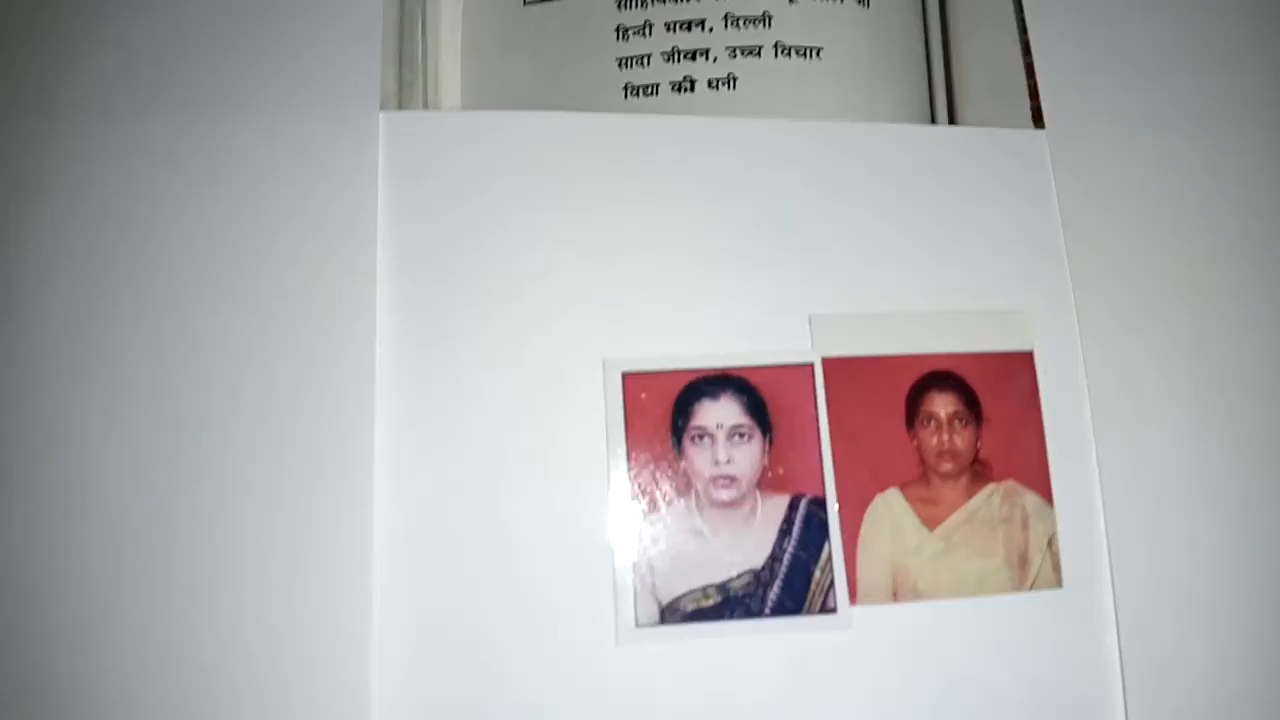 हिन्दी भवन, दिल्ली
सादा जीवन, उच्च विचार
विद्या की धनी